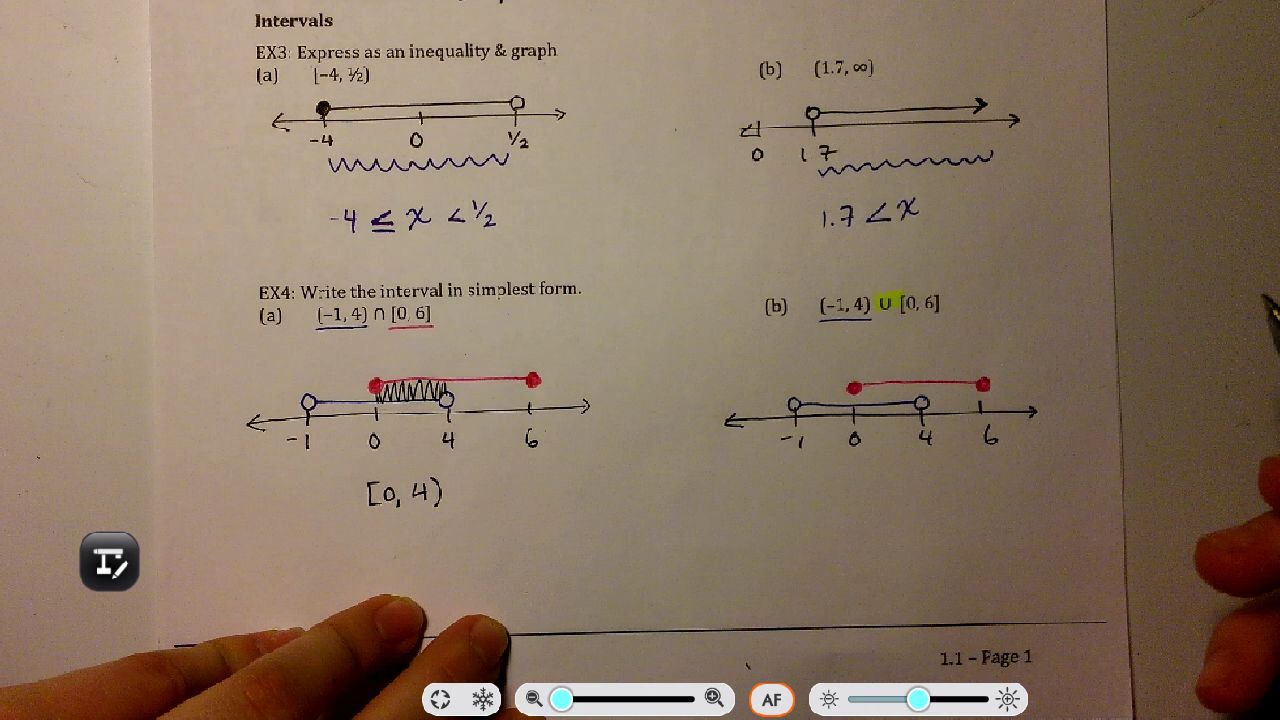 Intervals
EX3: Express as an inequality & graph
(a) [−4, ½)
-4 0 1/2
-4 ≤ x < 1/2
(b) (1.7, ∞)
0 1.7
1.7 < x
EX4: Write the interval in simplest form.
(a) (−1, 4) ∩ [0, 6]
-1 0 4 6
[0, 4)
(b) (−1, 4) ∪ [0, 6]
-1 0 4 6
1.1 – Page 1
AF